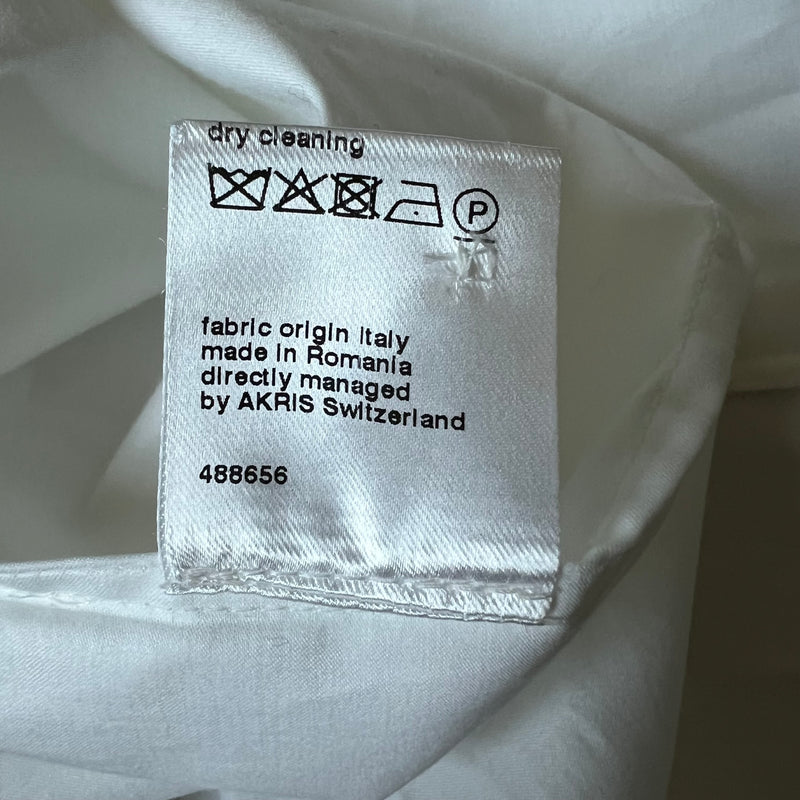 dry cleaning
P
fabric origin Italy
made in Romania
directly managed
by AKRIS Switzerland
488656